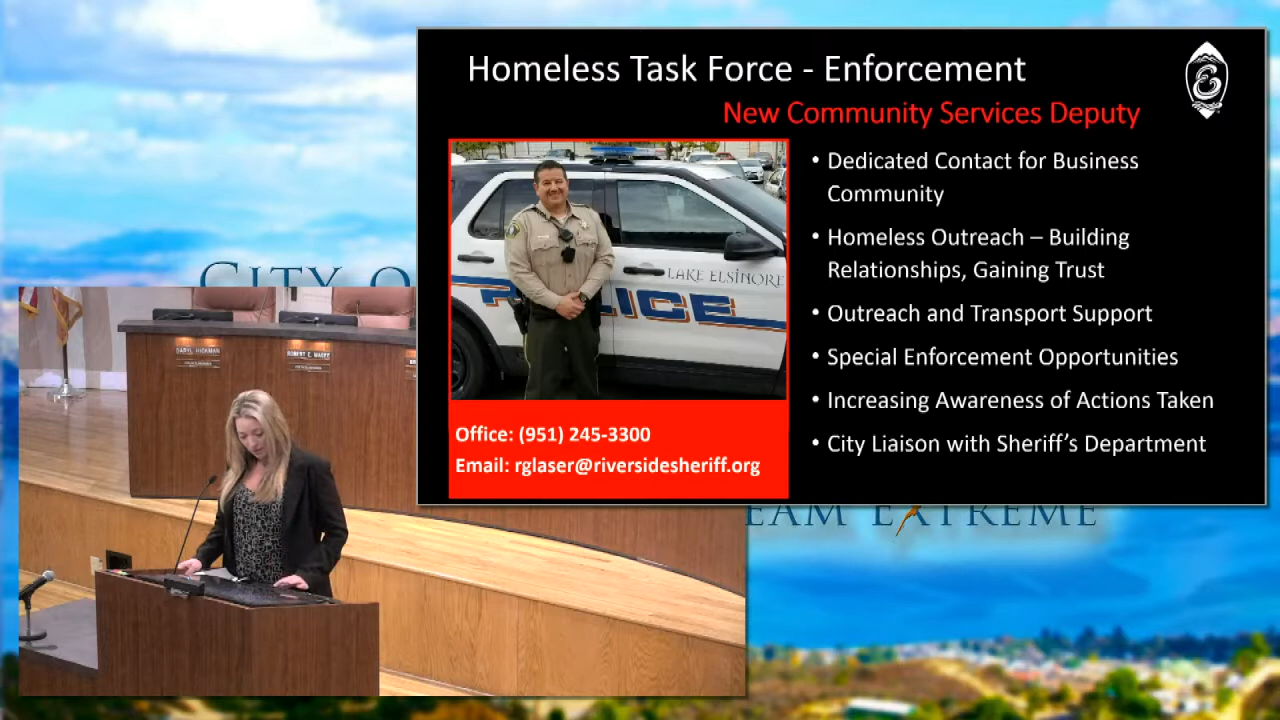 Homeless Task Force - Enforcement
New Community Services Deputy
• Dedicated Contact for Business
Community
• Homeless Outreach – Building
Relationships, Gaining Trust
• Outreach and Transport Support
• Special Enforcement Opportunities
• Increasing Awareness of Actions Taken
• City Liaison with Sheriff's Department
LAKE ELSINORE
POLICE
Office: (951) 245-3300
Email: rglaser@riversidesheriff.org
CITY O
EAM EXTREME
DARYL HICKMAN
ROBERT E. MAGEE